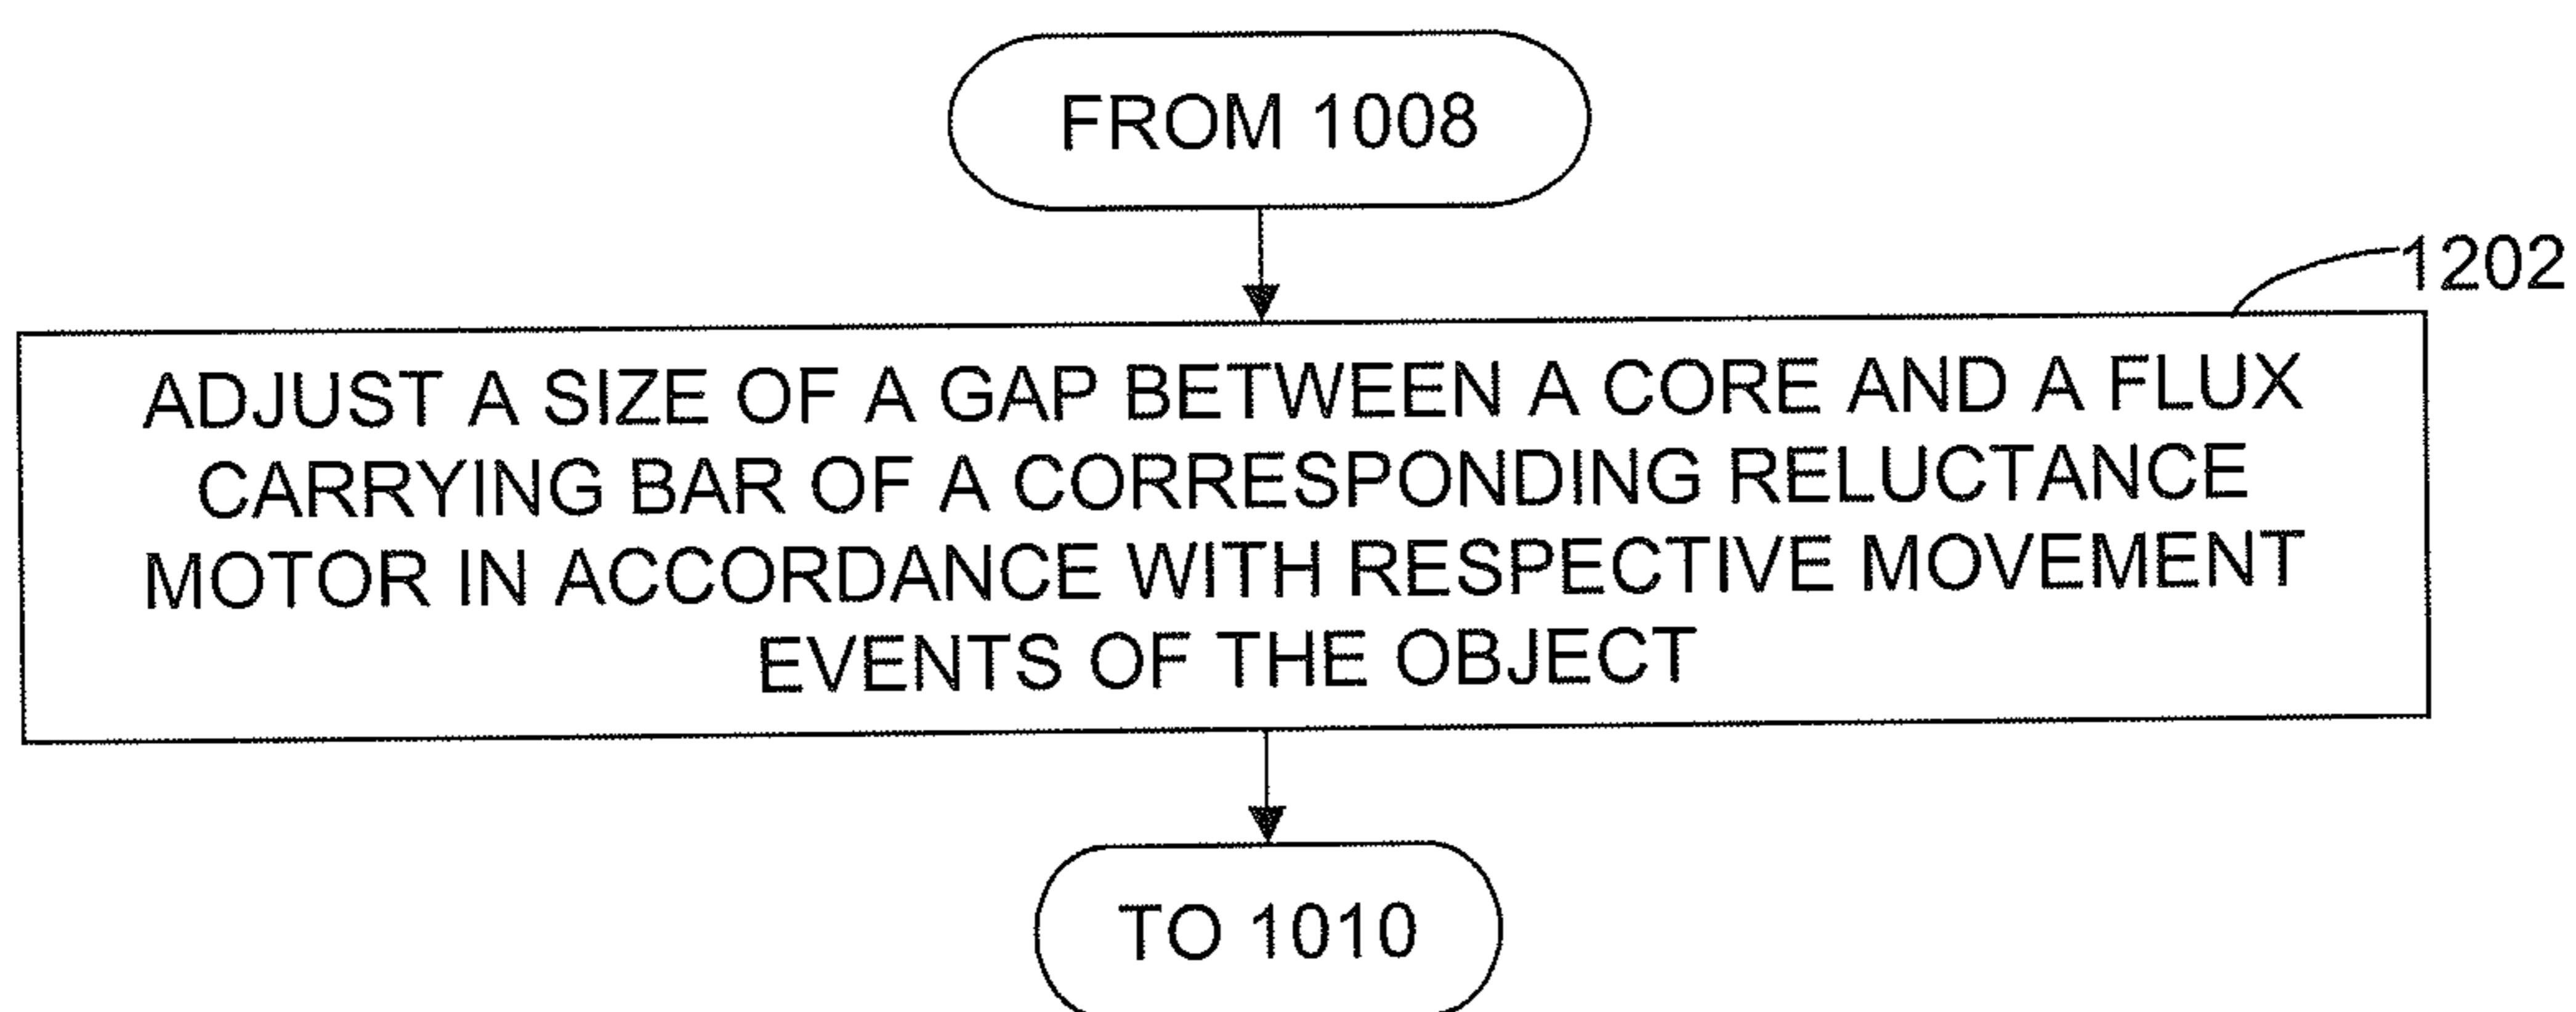 FROM 1008
1202
ADJUST A SIZE OF A GAP BETWEEN A CORE AND A FLUX
CARRYING BAR OF A CORRESPONDING RELUCTANCE
MOTOR IN ACCORDANCE WITH RESPECTIVE MOVEMENT
EVENTS OF THE OBJECT
TO 1010